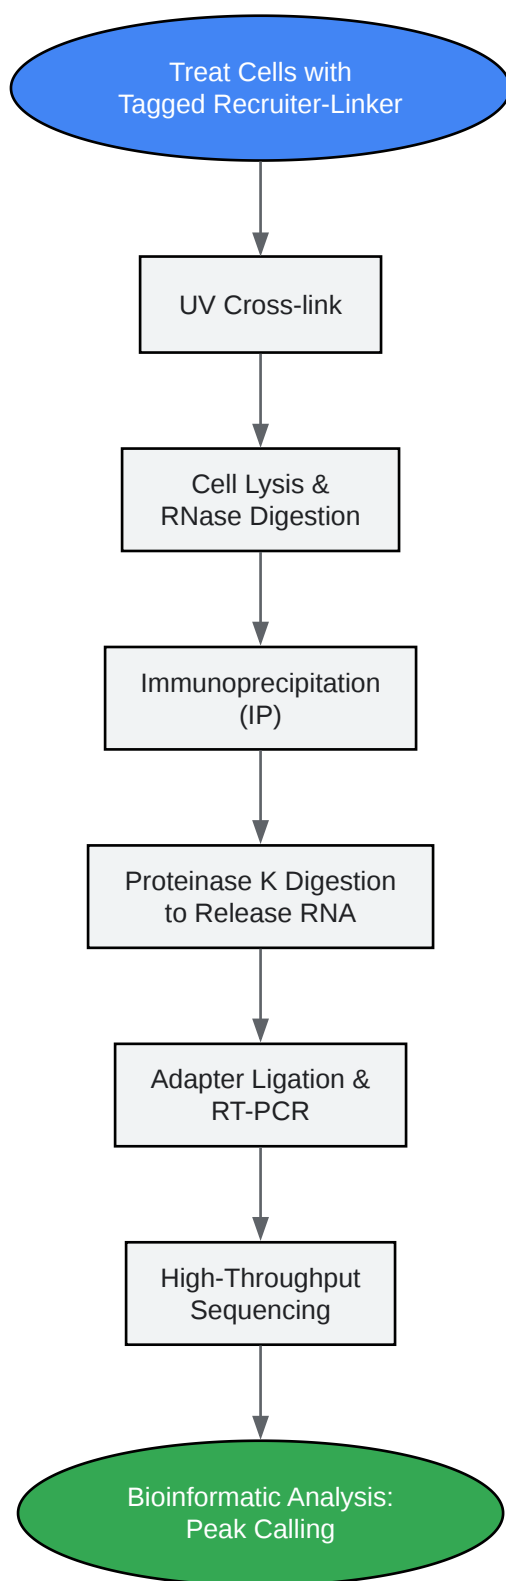 Treat Cells with
Tagged Recruiter-Linker
UV Cross-link
Cell Lysis &
RNase Digestion
Immunoprecipitation
(IP)
Proteinase K Digestion
to Release RNA
Adapter Ligation &
RT-PCR
High-Throughput
Sequencing
Bioinformatic Analysis:
Peak Calling